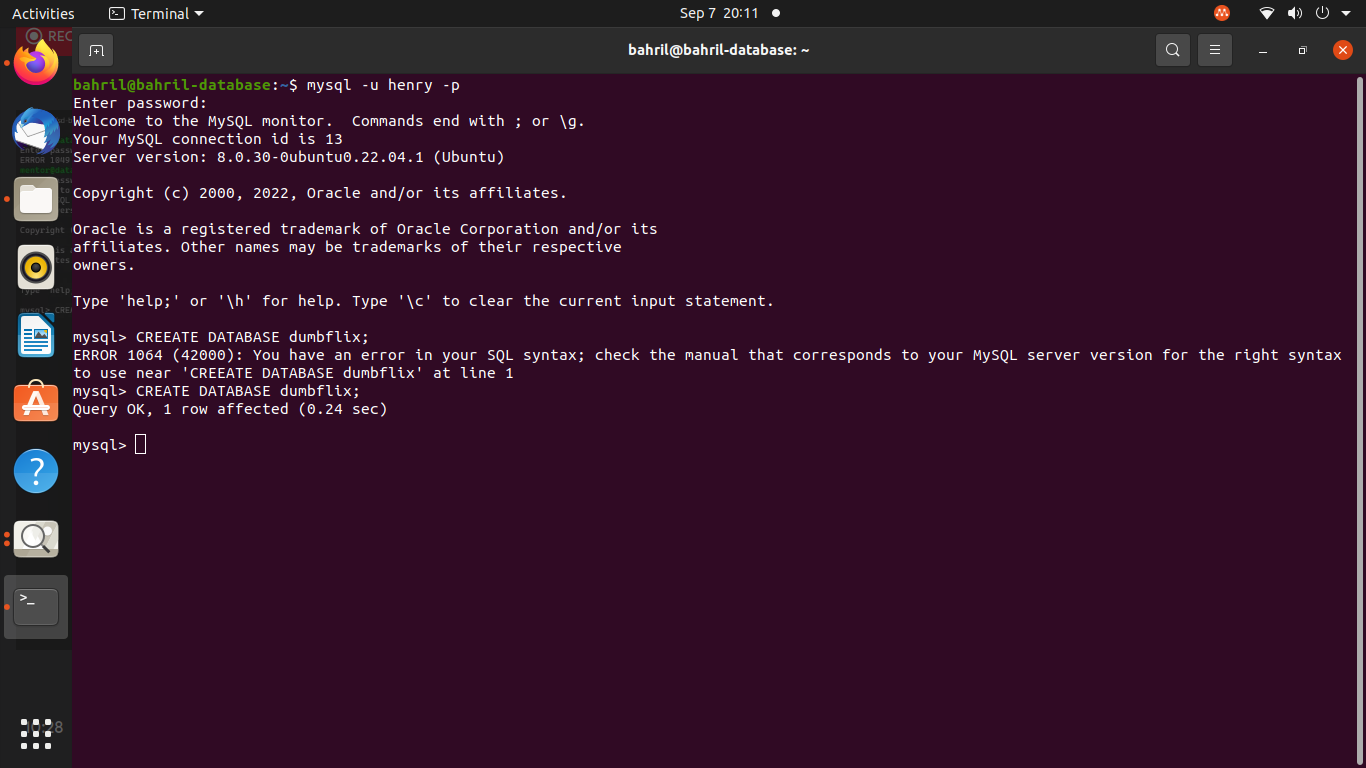 Activities
Terminal
Sep 7 20:11
REC
bahril@bahril-database: ~
bahril@bahril-database:~$ mysql -u henry -p
Enter password:
Welcome to the MySQL monitor.  Commands end with ; or \g.
Your MySQL connection id is 13
Server version: 8.0.30-0ubuntu0.22.04.1 (Ubuntu)
Copyright (c) 2000, 2022, Oracle and/or its affiliates.
Oracle is a registered trademark of Oracle Corporation and/or its
affiliates. Other names may be trademarks of their respective
owners.
Type 'help;' or '\h' for help. Type '\c' to clear the current input statement.
mysql> CREEATE DATABASE dumbflix;
ERROR 1064 (42000): You have an error in your SQL syntax; check the manual that corresponds to your MySQL server version for the right syntax
to use near 'CREEATE DATABASE dumbflix' at line 1
mysql> CREATE DATABASE dumbflix;
Query OK, 1 row affected (0.24 sec)
mysql>
ERROR 1049
Copyright